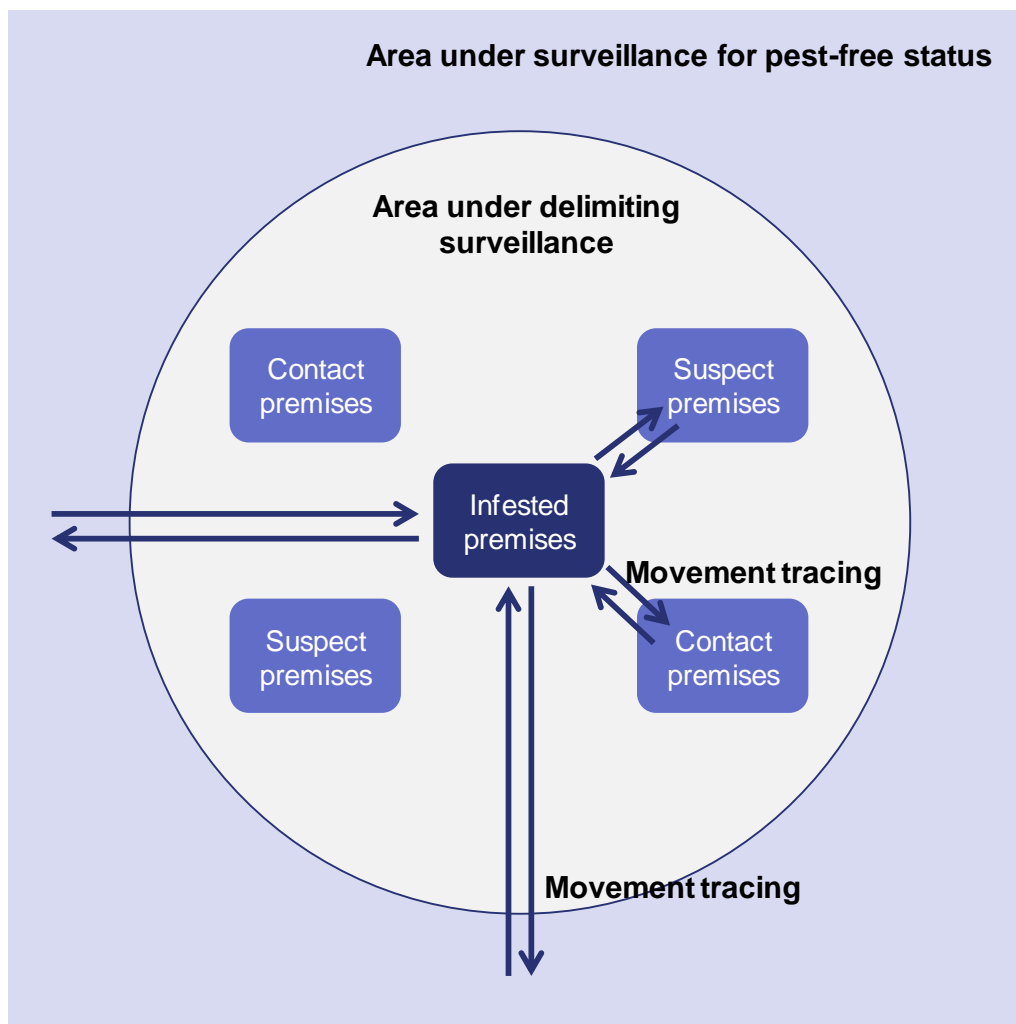 Area under surveillance for pest-free status
Area under delimiting
surveillance
Contact
premises
Suspect
premises
Infested
premises
Movement tracing
Suspect
premises
Contact
premises
Movement tracing